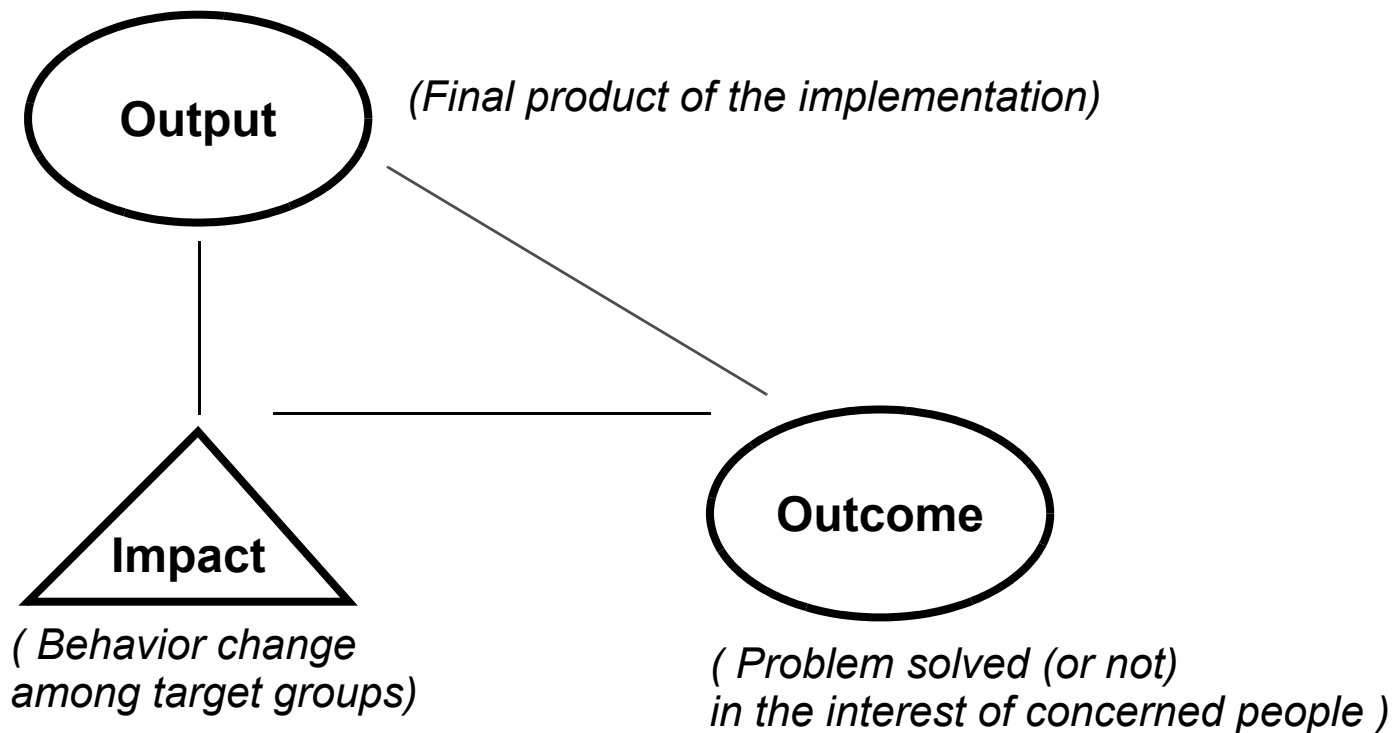 Output
(Final product of the implementation)
Impact
( Behavior change
among target groups)
Outcome
( Problem solved (or not)
in the interest of concerned people )